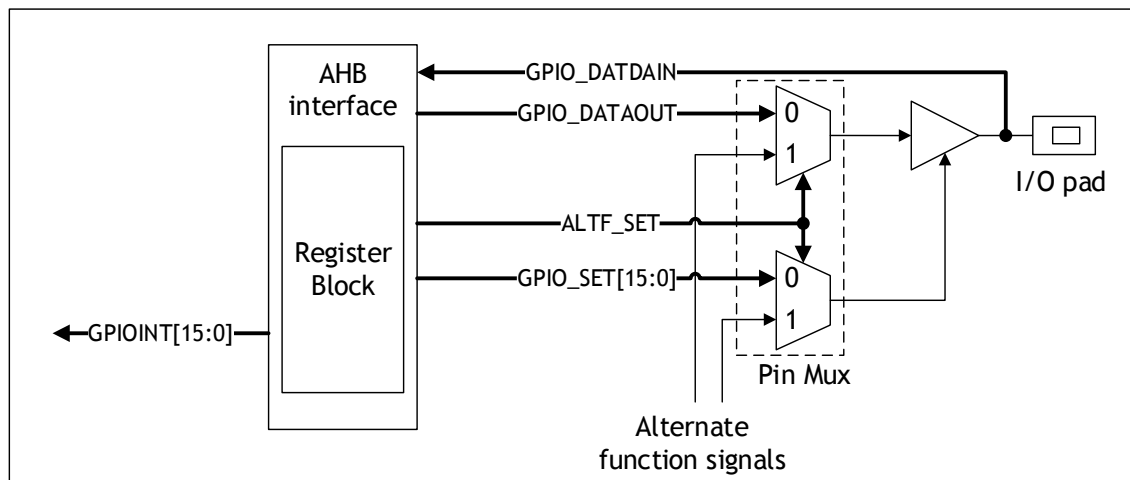 AHB
interface
GPIO_DATDAIN
GPIO_DATAOUT
0
1
I/O pad
ALTF_SET
Register
Block
GPIO_SET[15:0]
0
1
GPIOINT[15:0]
Pin Mux
Alternate
function signals